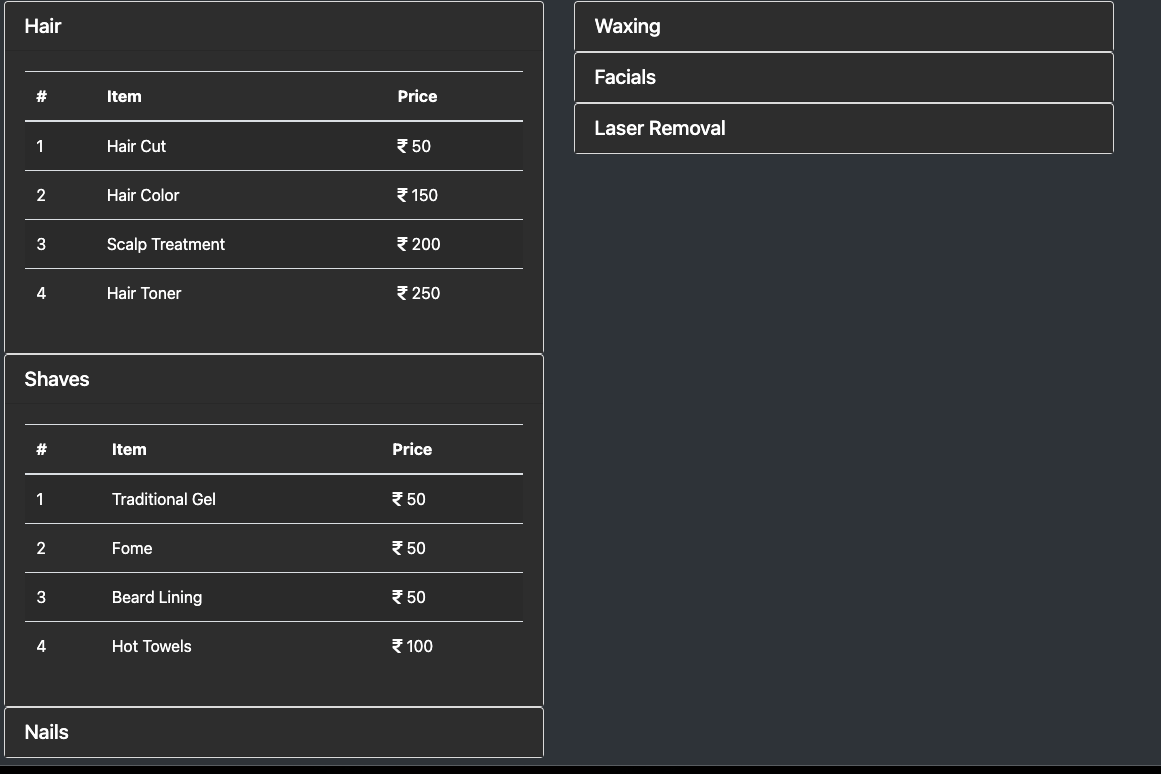 Hair
# Item Price
1 Hair Cut ₹ 50
2 Hair Color ₹ 150
3 Scalp Treatment ₹ 200
4 Hair Toner ₹ 250
Shaves
# Item Price
1 Traditional Gel ₹ 50
2 Fome ₹ 50
3 Beard Lining ₹ 50
4 Hot Towels ₹ 100
Nails
Waxing
Facials
Laser Removal